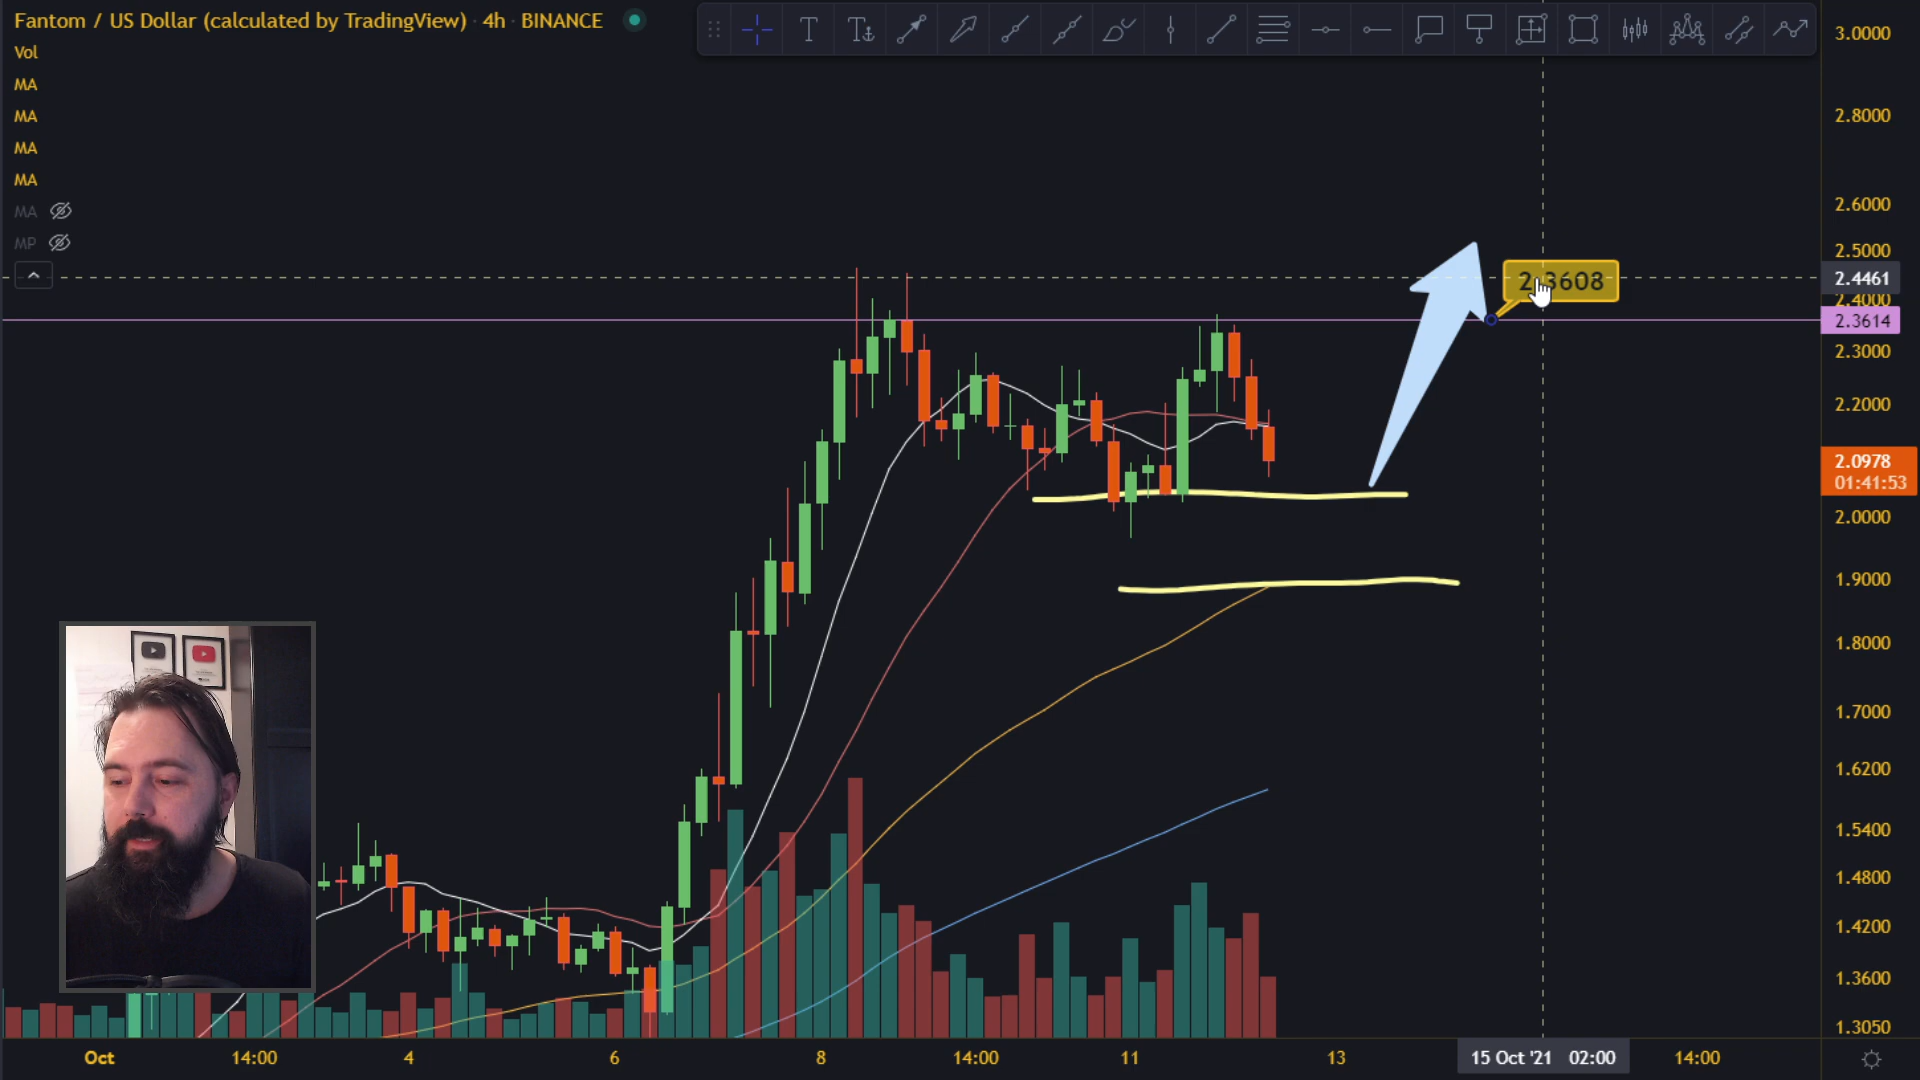 Fantom / US Dollar (calculated by TradingView) · 4h · BINANCE
Vol
MA
MA
MA
MA
MA
MP
T
T
3.0000
2.8000
2.6000
2.5000
2.4461
2.4000
2.3614
2.3000
2.2000
2.0978
01:41:53
2.0000
1.9000
1.8000
1.7000
1.6200
1.5400
1.4800
1.4200
1.3600
1.3050
Oct
14:00
4
6
8
14:00
11
13
15 Oct '21 02:00
14:00